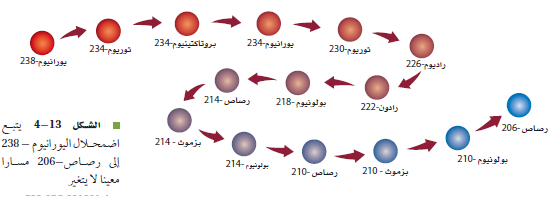 يورانيوم-238
ثوريوم-234
بروتاكتينيوم-234
يورانيوم-234
ثوريوم-230
راديوم-226
رادون-222
بولونيوم-218
رصاص -214
بزموث - 214
بولونيوم -214
رصاص -210
بزموث - 210
بولونيوم -210
رصاص -206
الشكل 13-4 يتبع
اضمحلال اليورانيوم – 238
إلى رصاص–206 مسارا
معينا لا يتغير